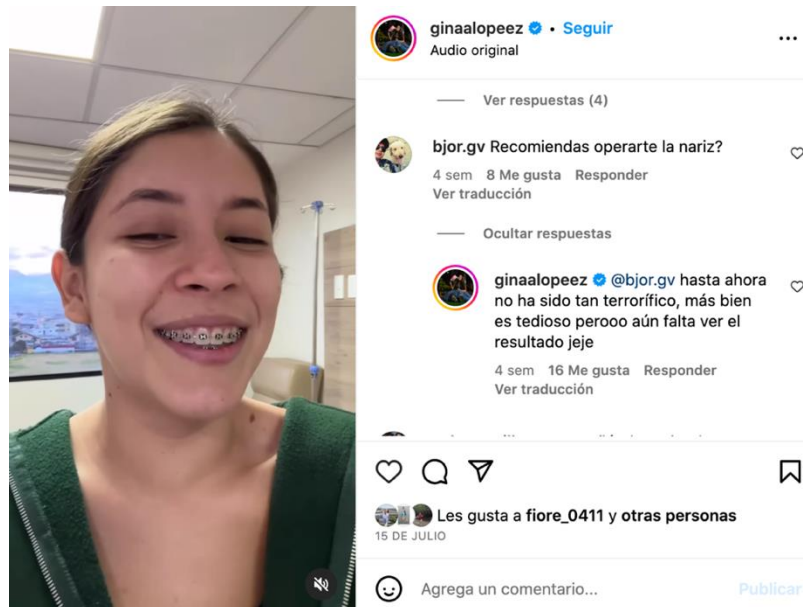 ginaalopeez • Seguir
Audio original
Ver respuestas (4)
bjor.gv Recomiendas operarte la nariz?
4 sem 8 Me gusta Responder
Ver traducción
Ocultar respuestas
ginaalopeez @bjor.gv hasta ahora
no ha sido tan terrorífico, más bien
es tedioso perooo aún falta ver el
resultado jeje
4 sem 16 Me gusta Responder
Ver traducción
Les gusta a fiore_0411 y otras personas
15 DE JULIO
Agrega un comentario...
Publicar